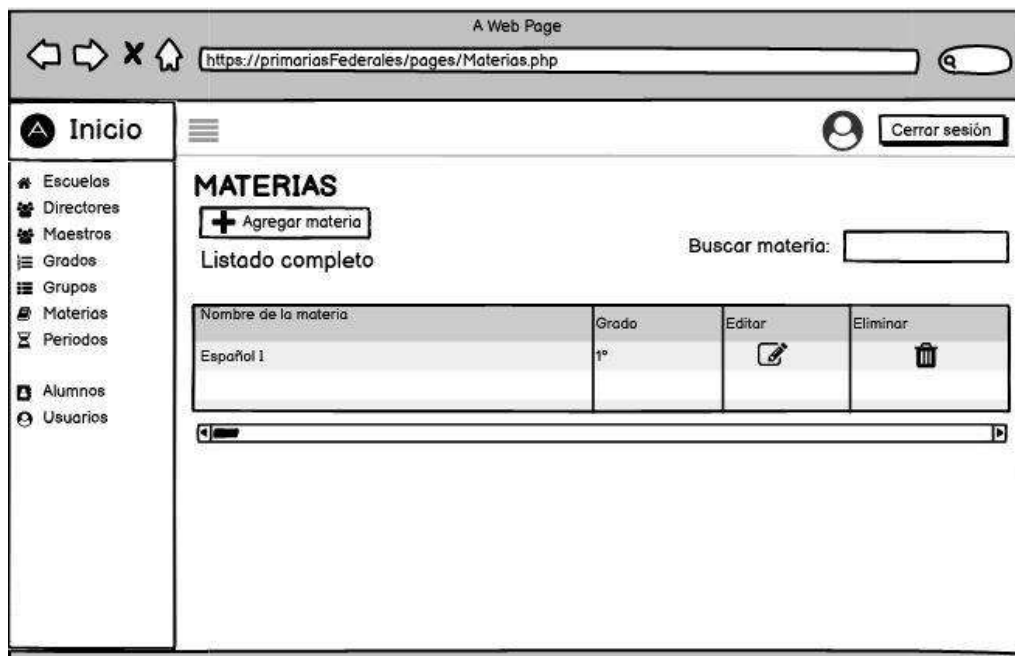 A Web Page
https://primariasFederales/pages/Materias.php
Inicio
Cerrar sesión
Escuelas
Directores
Maestros
Grados
Grupos
Materias
Periodos
Alumnos
Usuarios
MATERIAS
Agregar materia
Listado completo
Buscar materia:
Nombre de la materia Grado Editar Eliminar
Español 1 1°